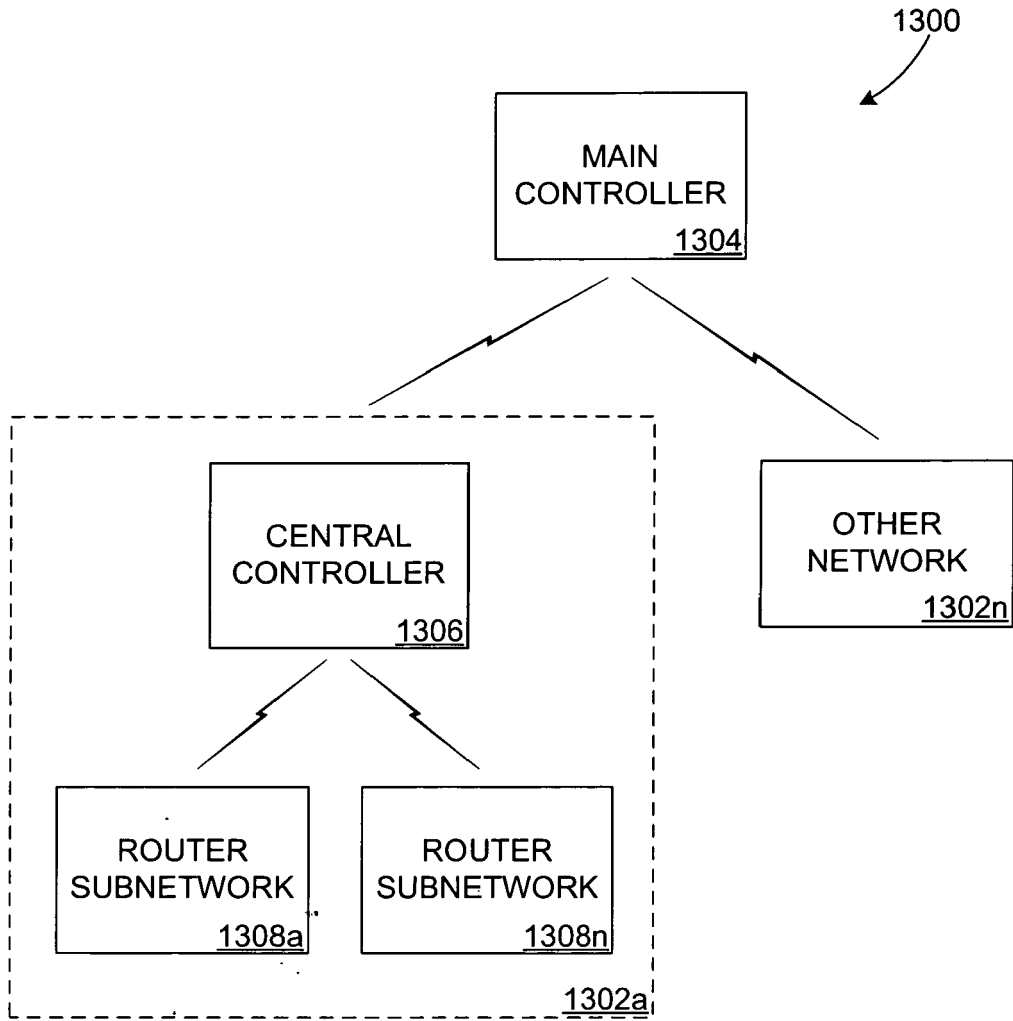 1300
MAIN
CONTROLLER
1304
CENTRAL
CONTROLLER
1306
OTHER
NETWORK
1302n
ROUTER
SUBNETWORK
1308a
ROUTER
SUBNETWORK
1308n
1302a